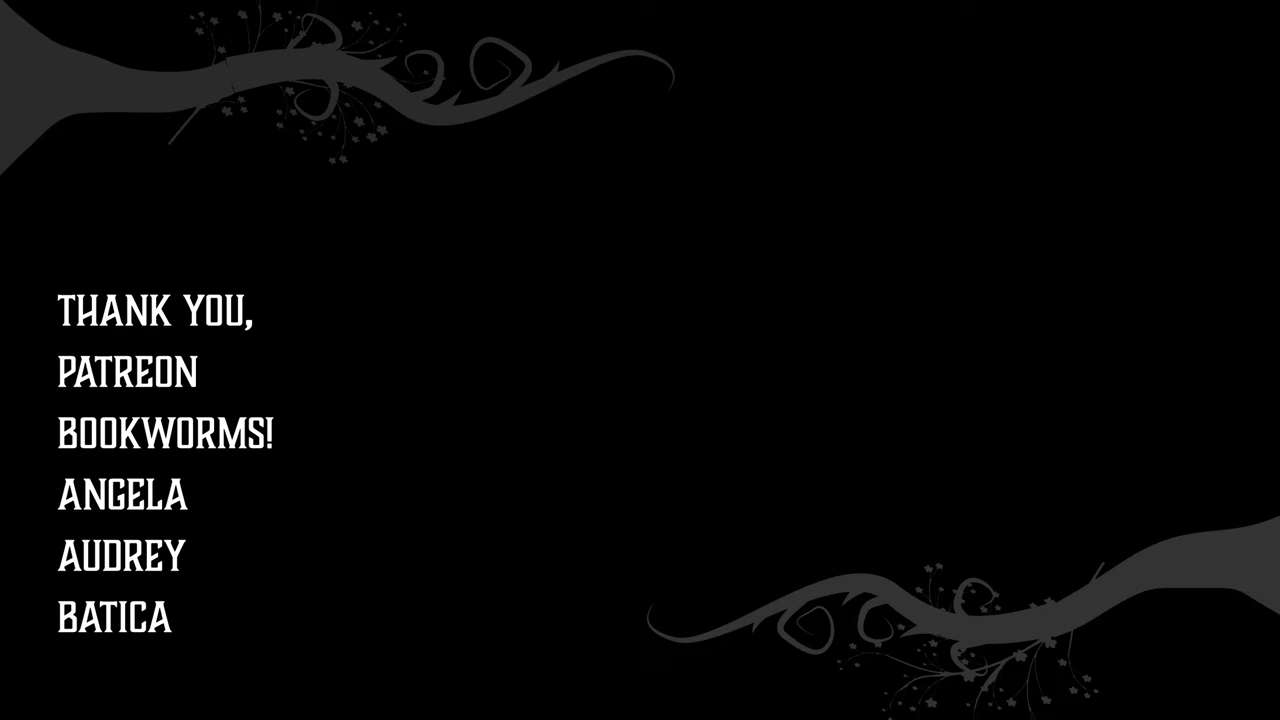 THANK YOU,
PATREON
BOOKWORMS!
ANGELA
AUDREY
BATICA